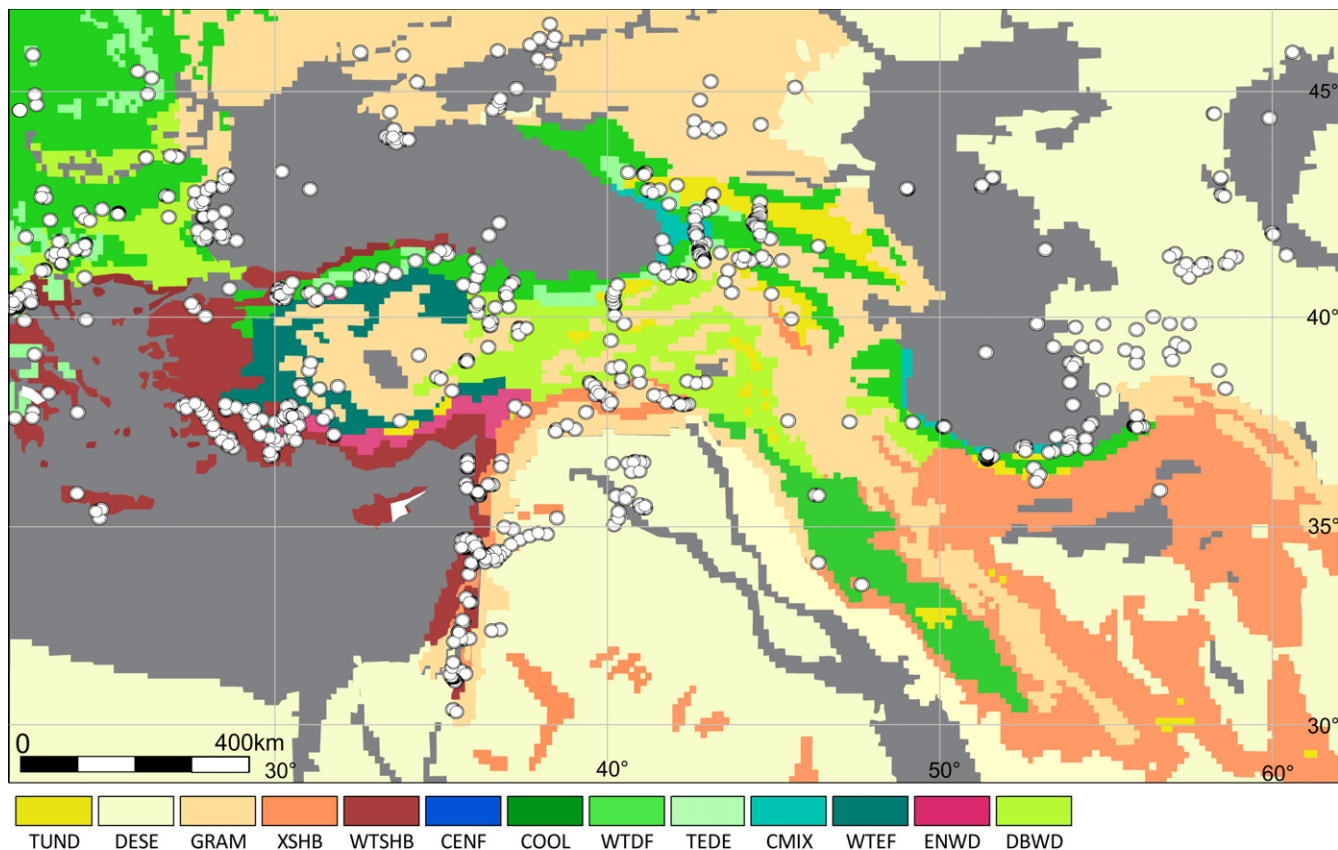 45°
40°
35°
30°
0 400km
30° 40° 50° 60°
TUND DESE GRAM XSHB WTSHB CENF COOL WTDF TEDE CMIX WTEF ENWD DBWD